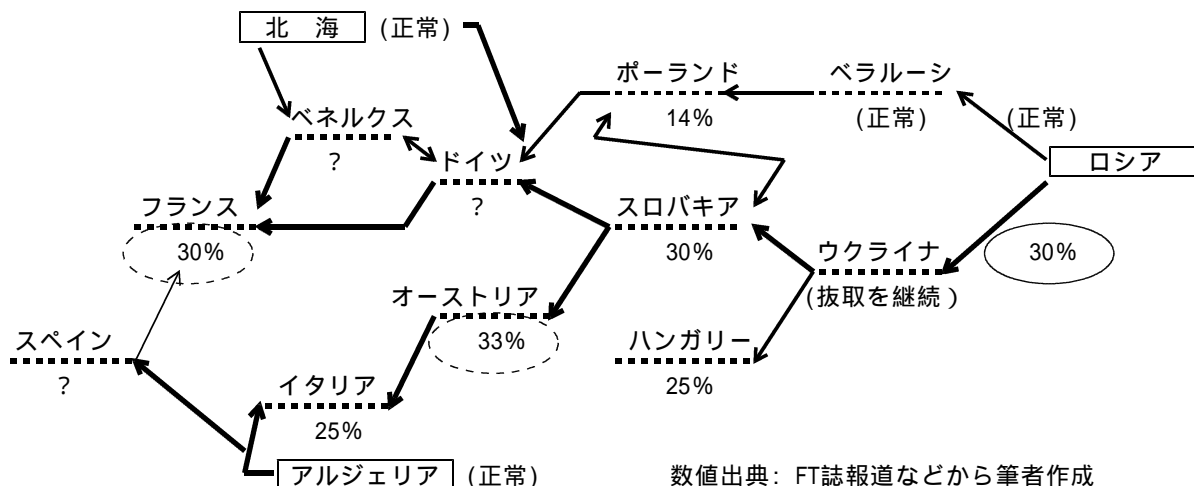 北　海 (正常)
ポーランド ベラルーシ
14% (正常) (正常)
ベネルクス
?
ドイツ
?
ロシア
フランス
30%
スロバキア
30%
ウクライナ 30%
(抜取を継続 )
オーストリア
33%
ハンガリー
25%
スペイン
?
イタリア
25%
アルジェリア (正常)
数値出典: FT誌報道などから筆者作成